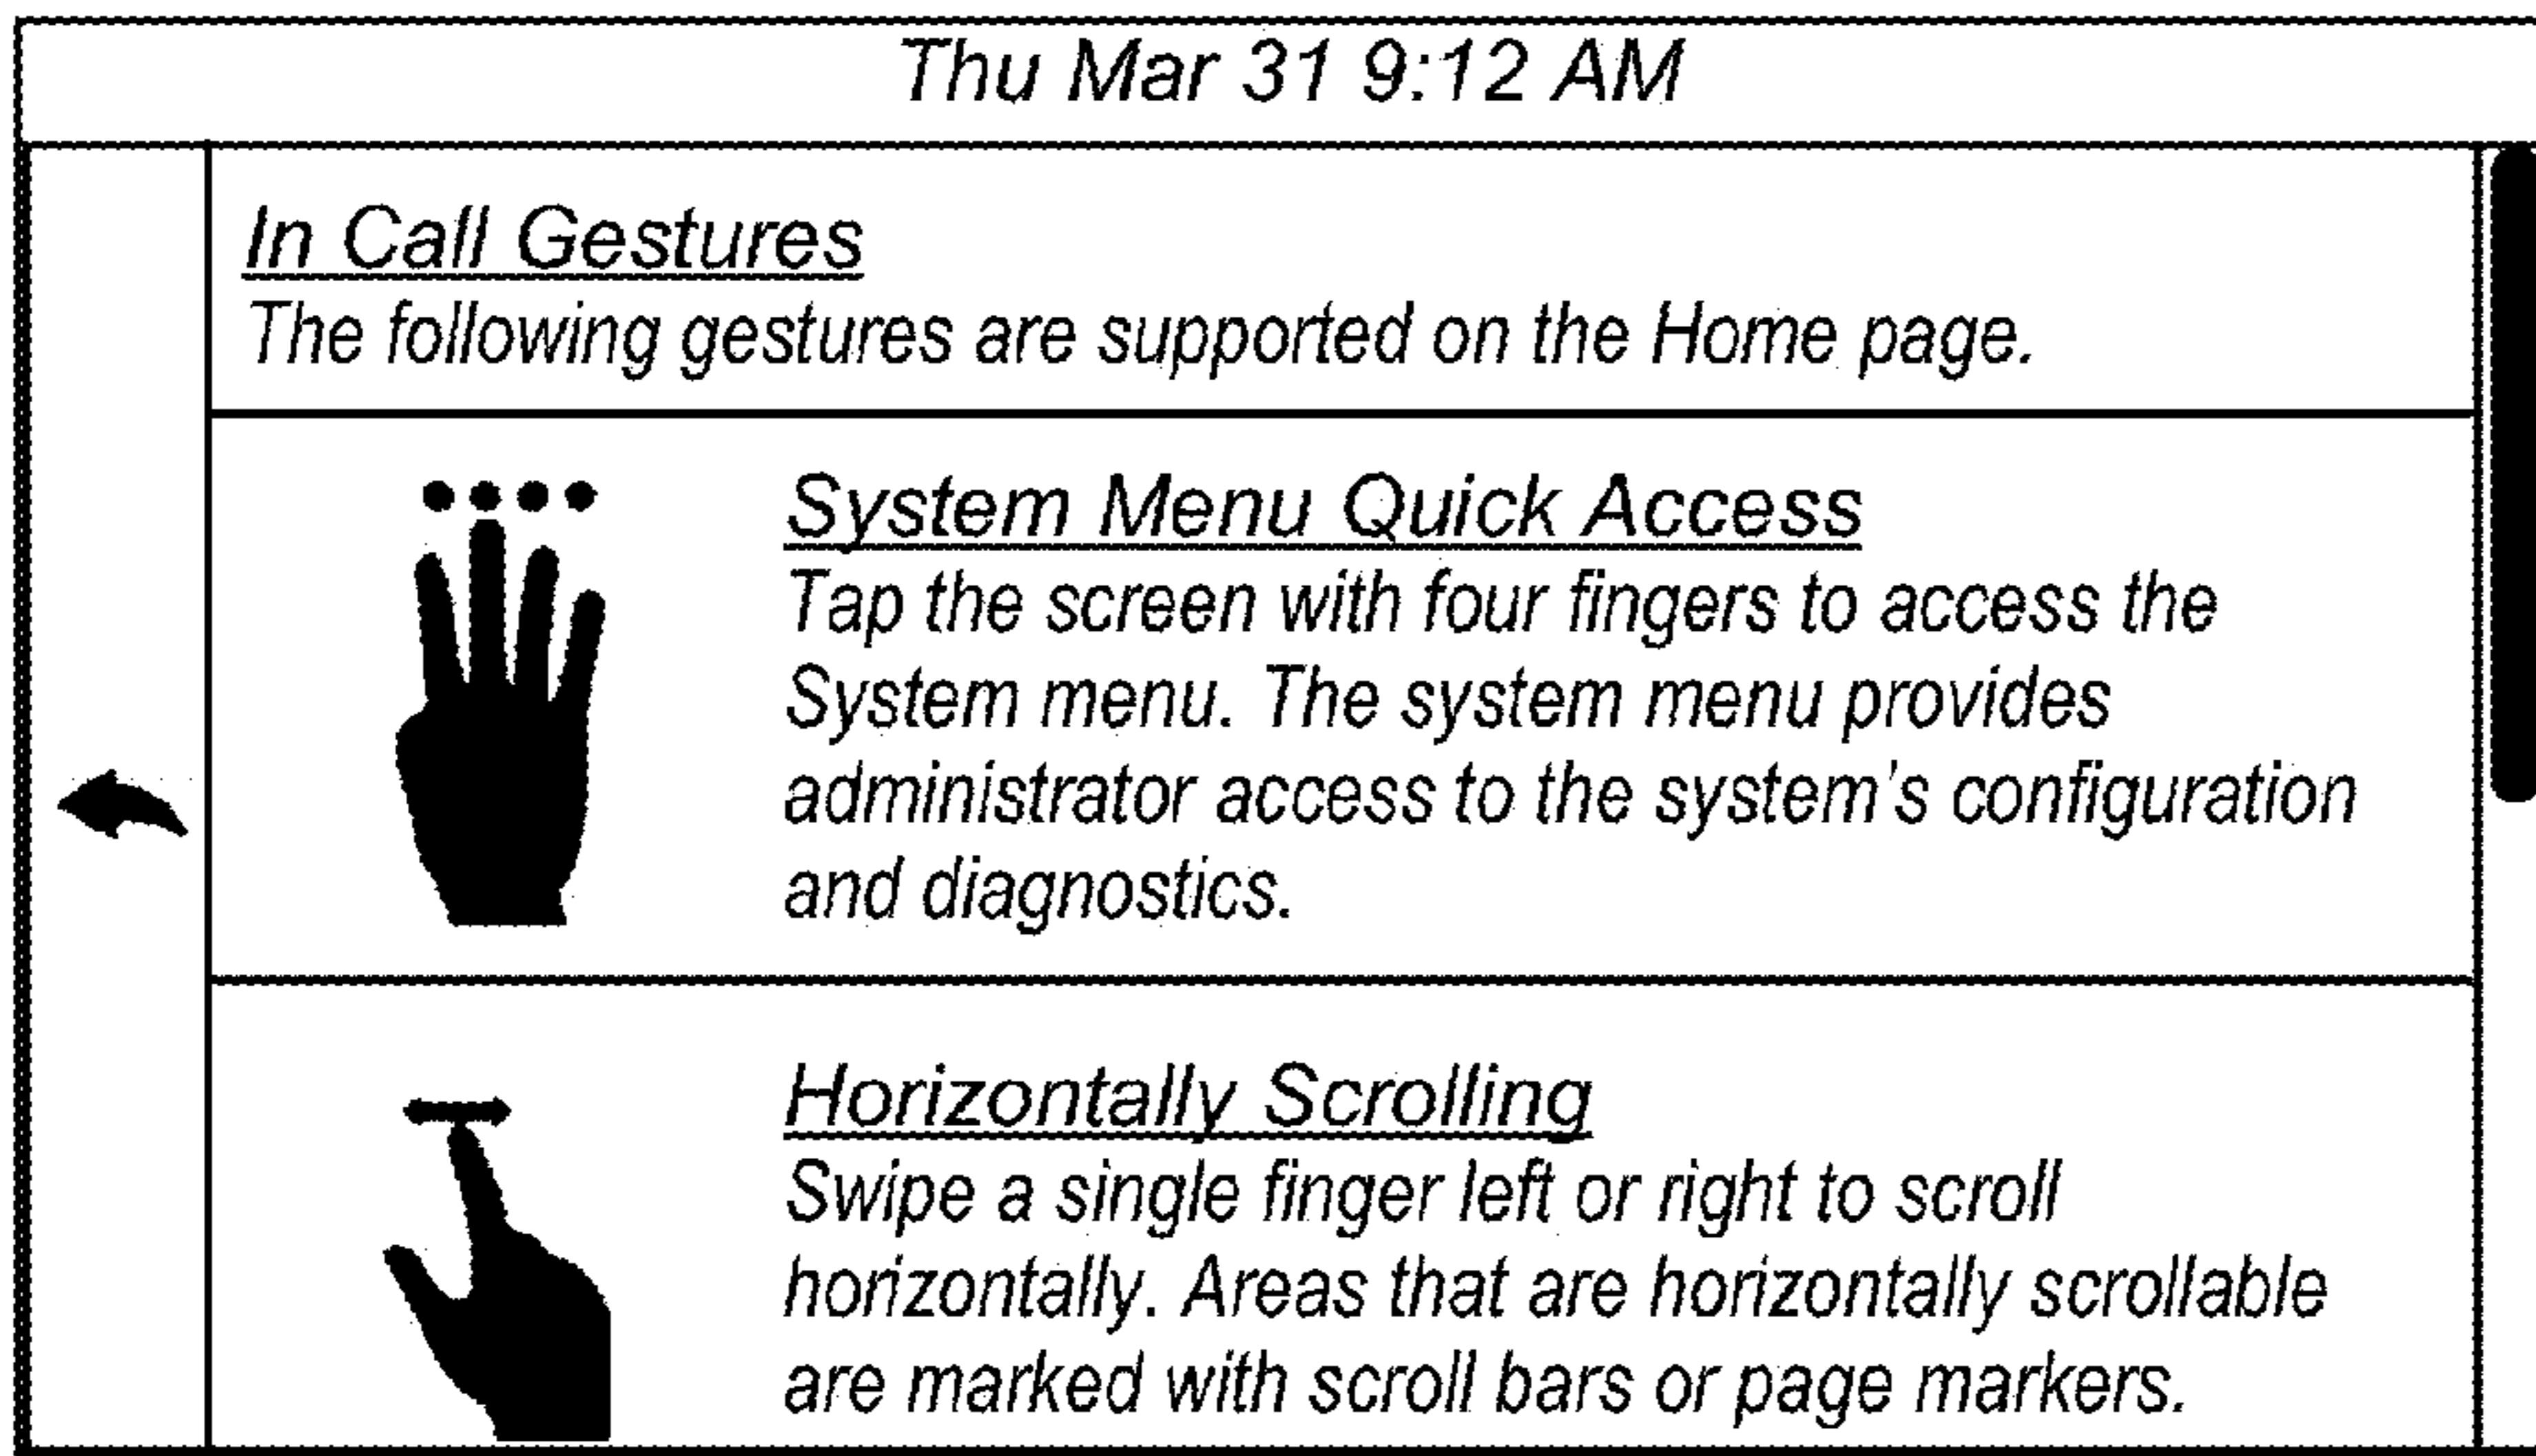 Thu Mar 31 9:12 AM
In Call Gestures
The following gestures are supported on the Home page.
System Menu Quick Access
Tap the screen with four fingers to access the
System menu. The system menu provides
administrator access to the system's configuration
and diagnostics.
Horizontally Scrolling
Swipe a single finger left or right to scroll
horizontally. Areas that are horizontally scrollable
are marked with scroll bars or page markers.